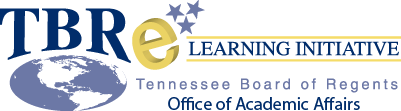 TBRe
LEARNING INITIATIVE
Tennessee Board of Regents
Office of Academic Affairs